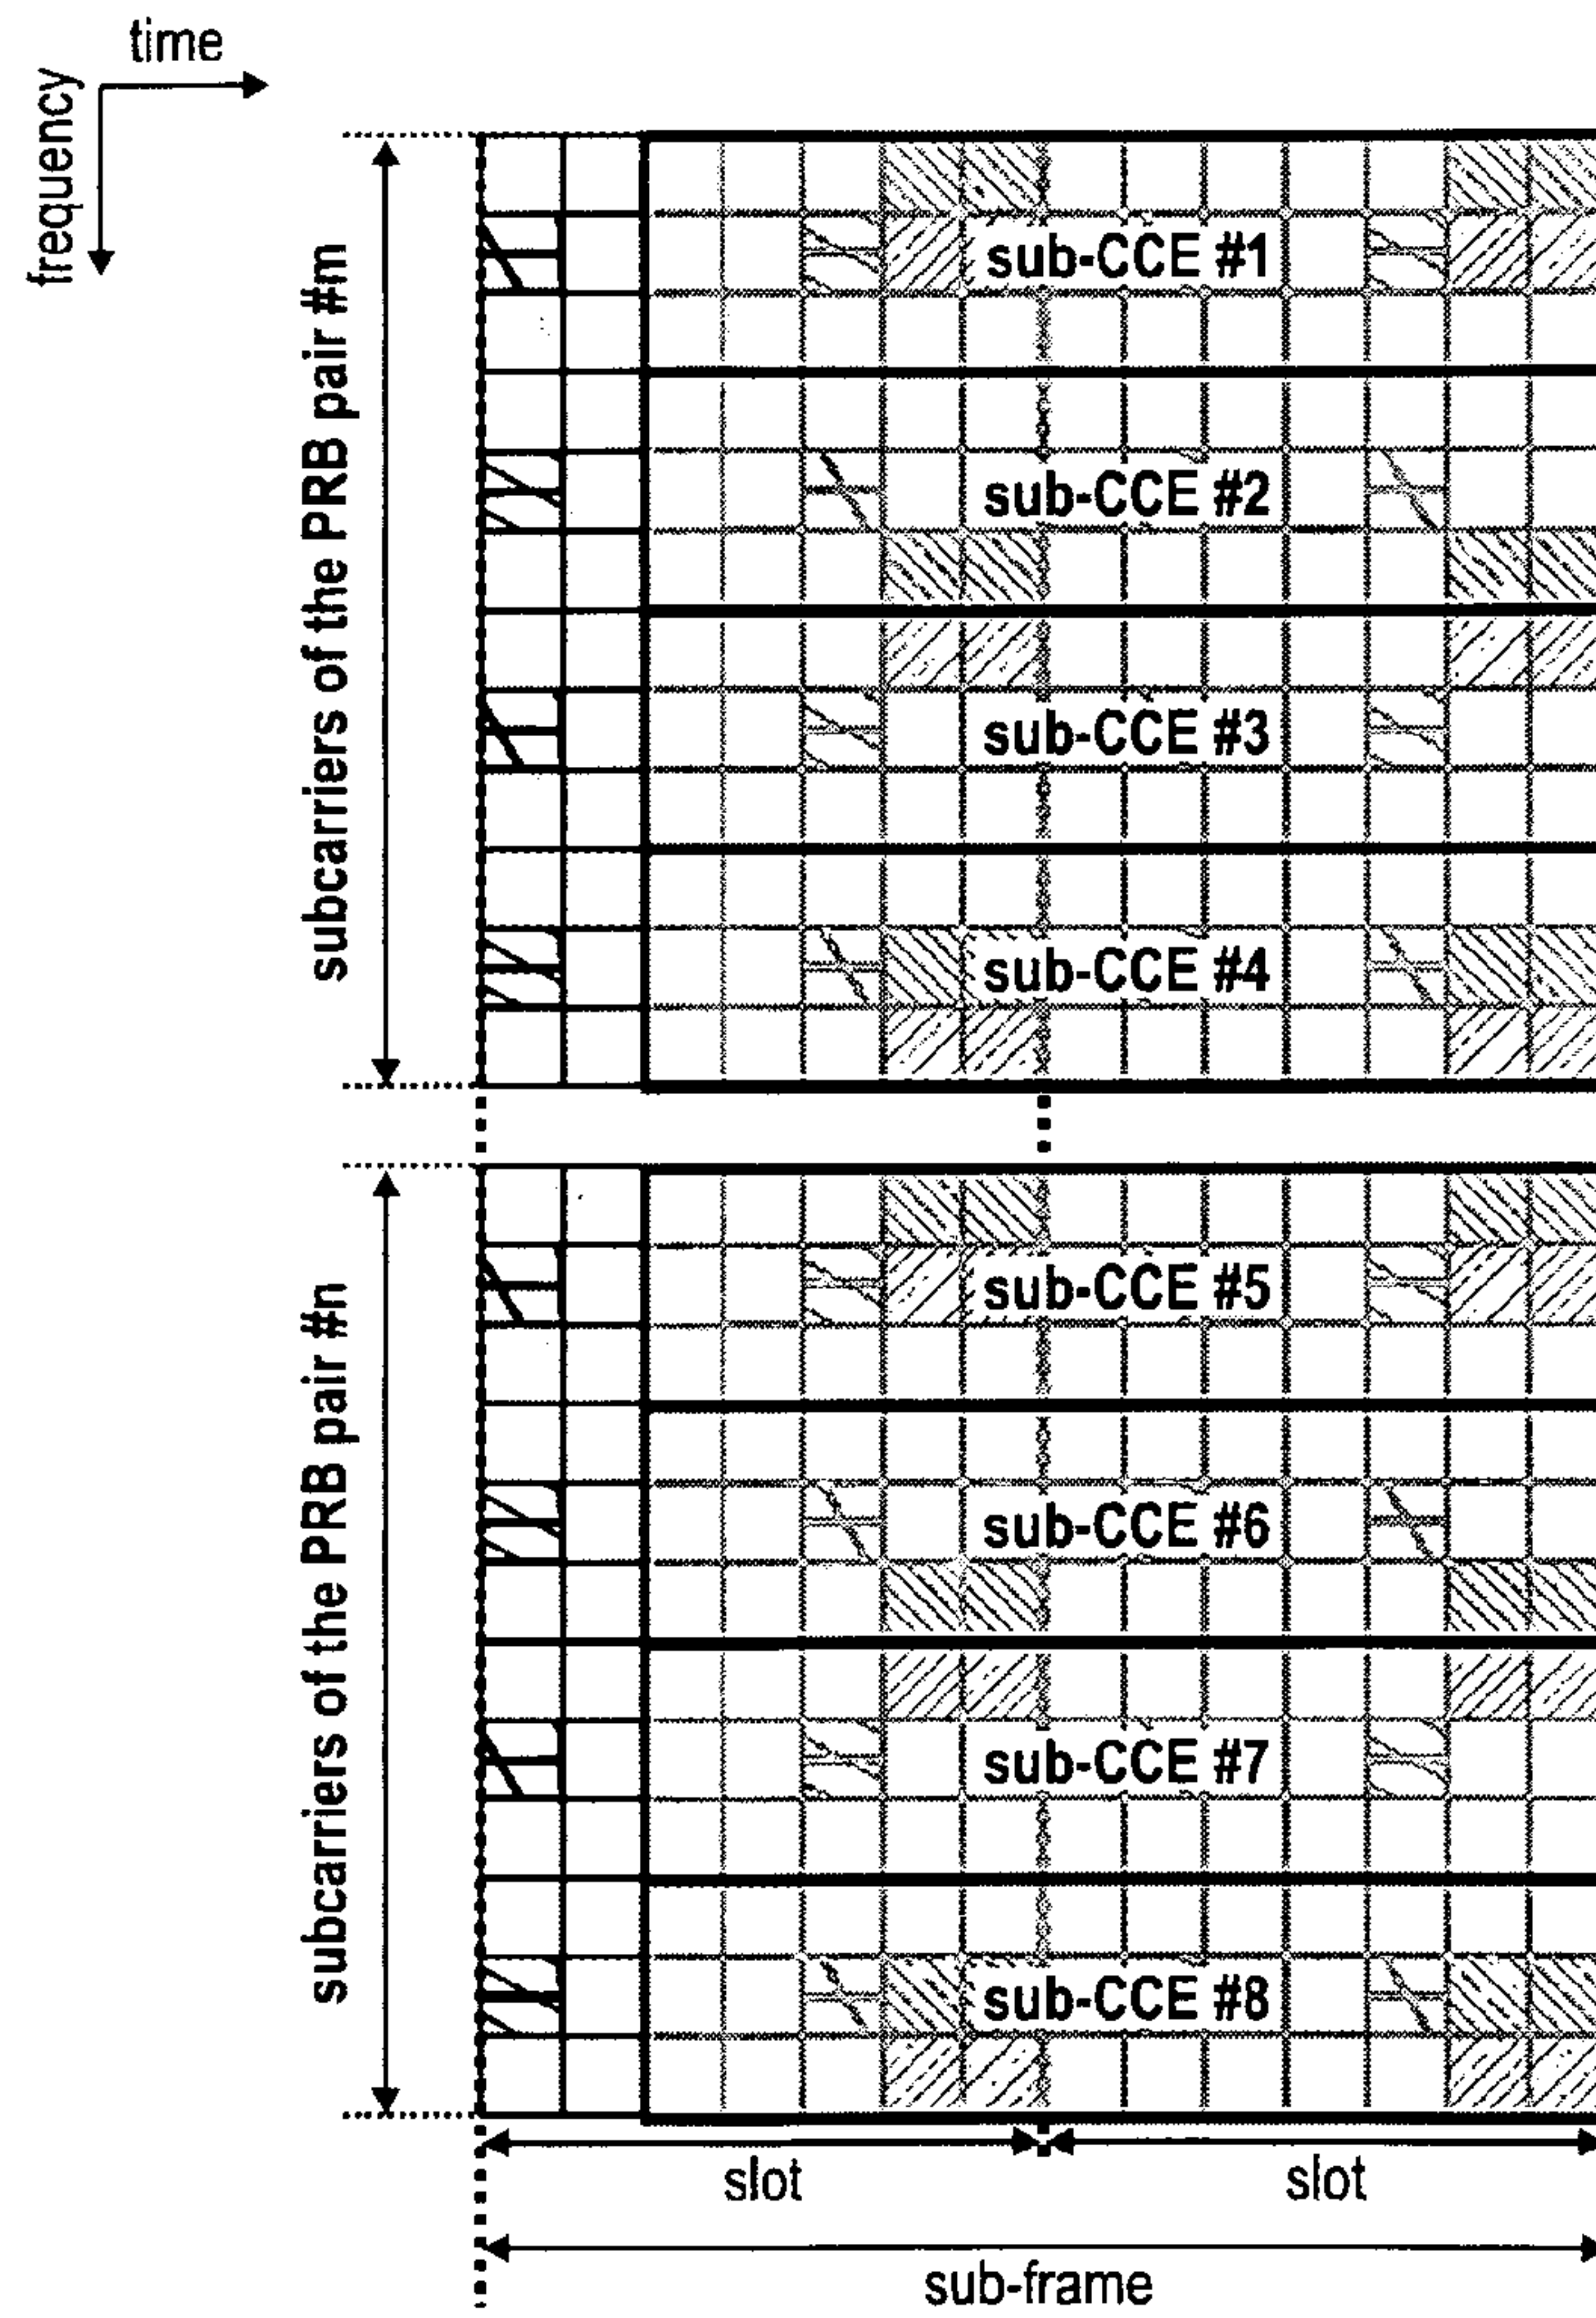 time
frequency
subcarriers of the PRB pair #m
sub-CCE #1
sub-CCE #2
sub-CCE #3
sub-CCE #4
subcarriers of the PRB pair #n
sub-CCE #5
sub-CCE #6
sub-CCE #7
sub-CCE #8
slot slot
sub-frame